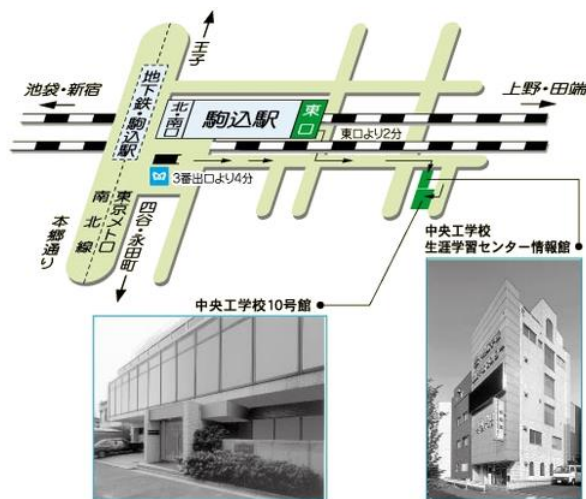 王子
池袋・新宿
上野・田端
地下鉄・駒込駅
北・南口
駒込駅
東口
東口より2分
3番出口より4分
東京メトロ
南北線
本郷通り
四谷・永田町
中央工学校
生涯学習センター情報館
中央工学校10号館